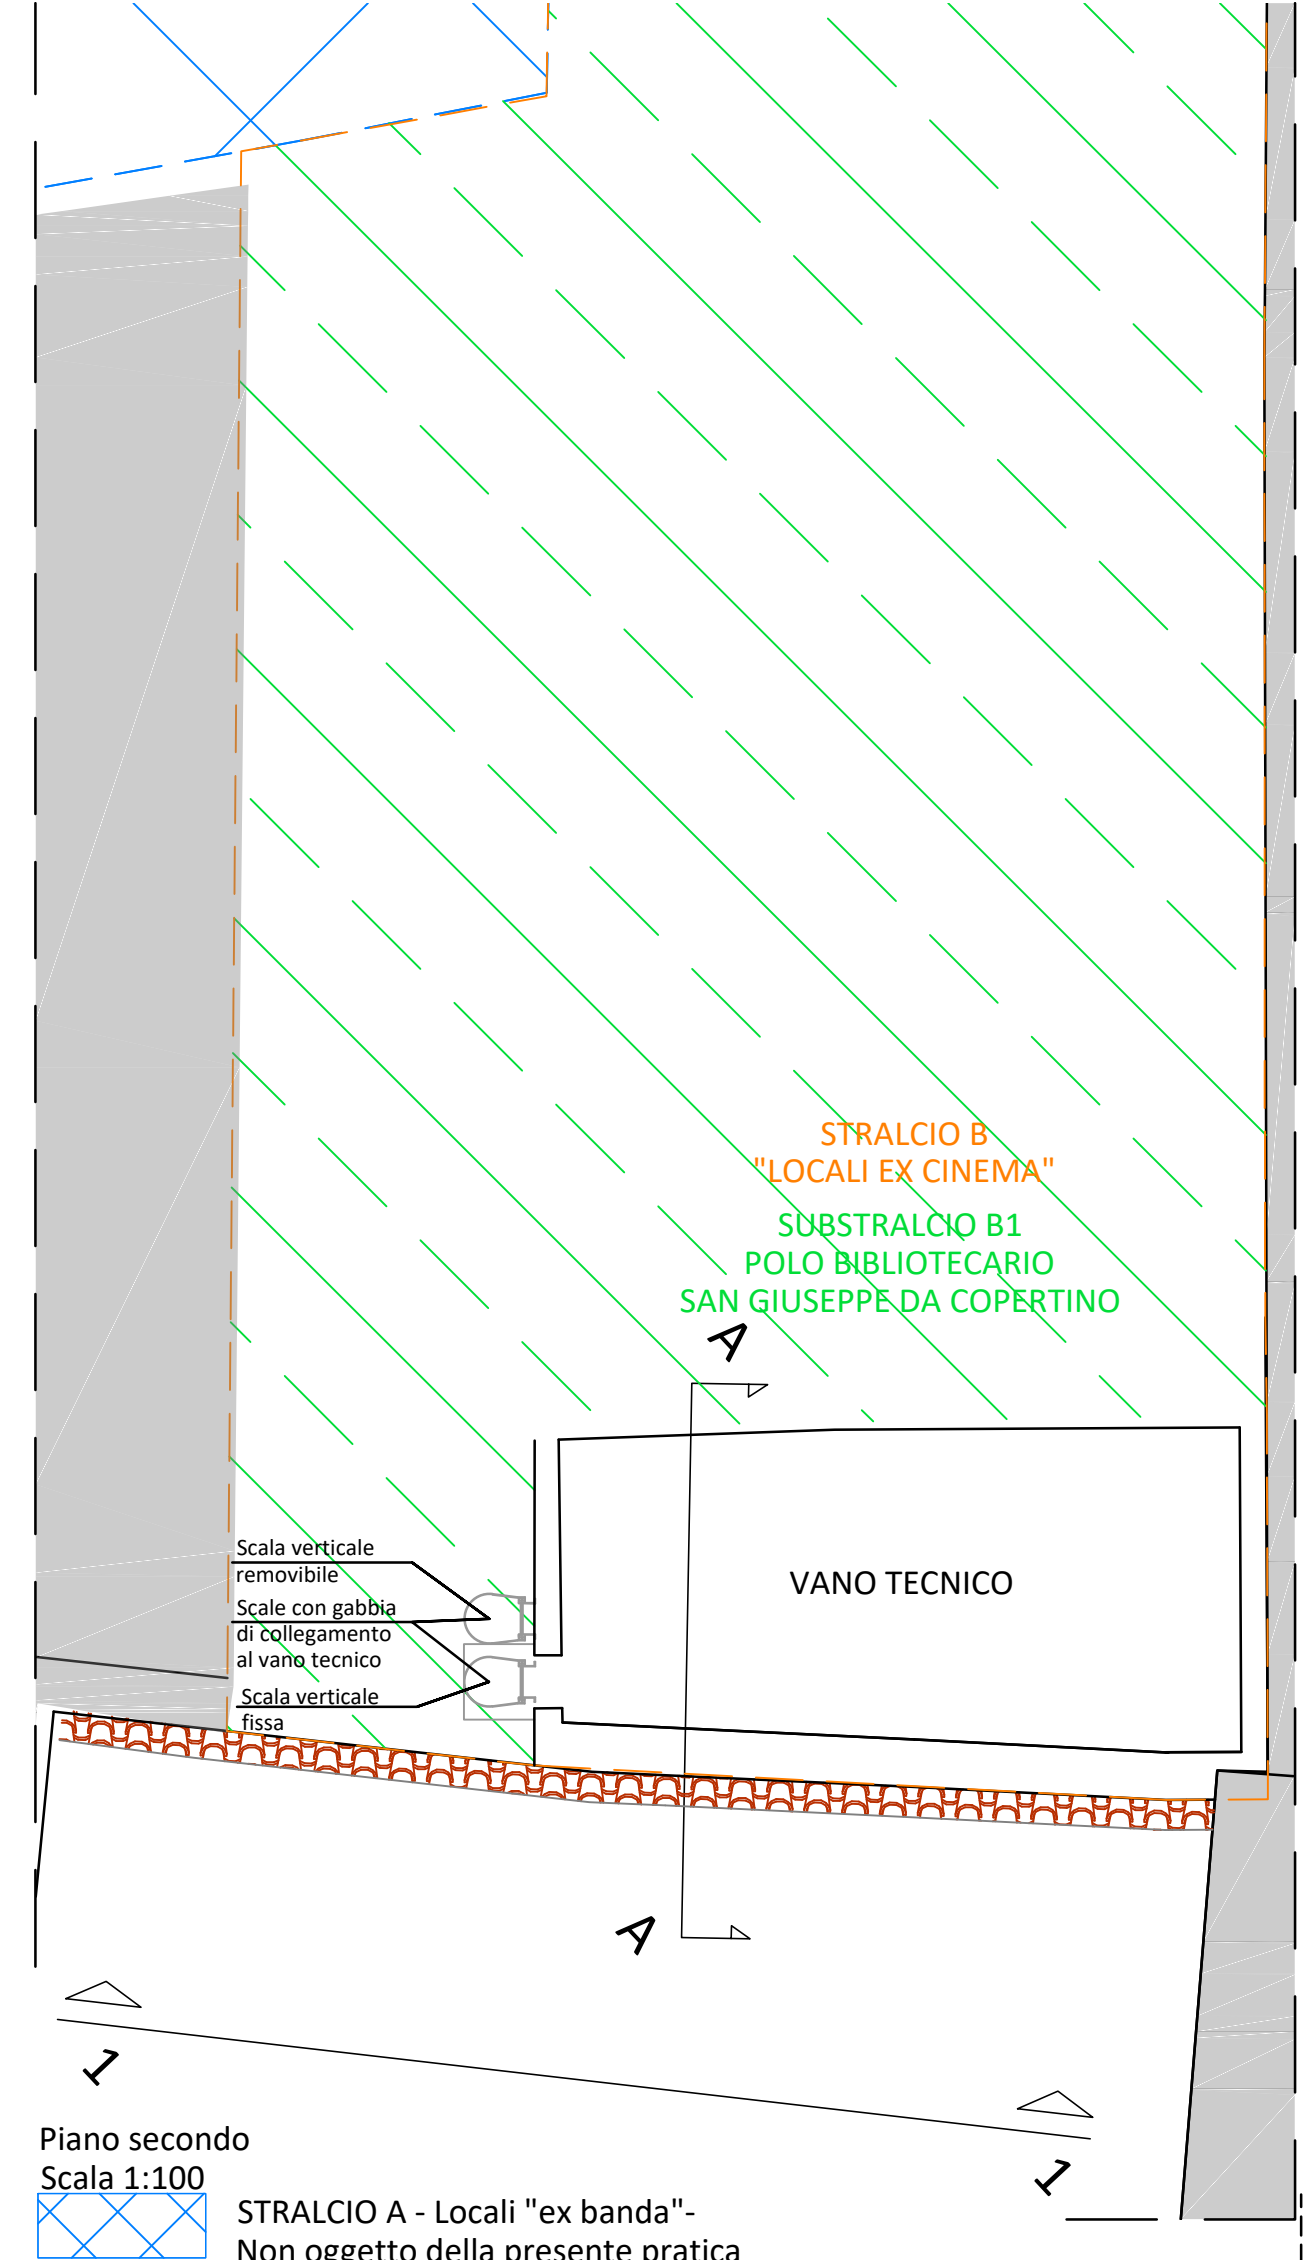 STRALCIO B
"LOCALI EX CINEMA"
SUBSTRALCIO B1
POLO BIBLIOTECARIO
SAN GIUSEPPE DA COPERTINO
A
VANO TECNICO
Scala verticale
removibile
Scale con gabbia
di collegamento
al vano tecnico
Scala verticale
fissa
A
1
1
Piano secondo
Scala 1:100
STRALCIO A - Locali "ex banda"-
Non oggetto della presente pratica